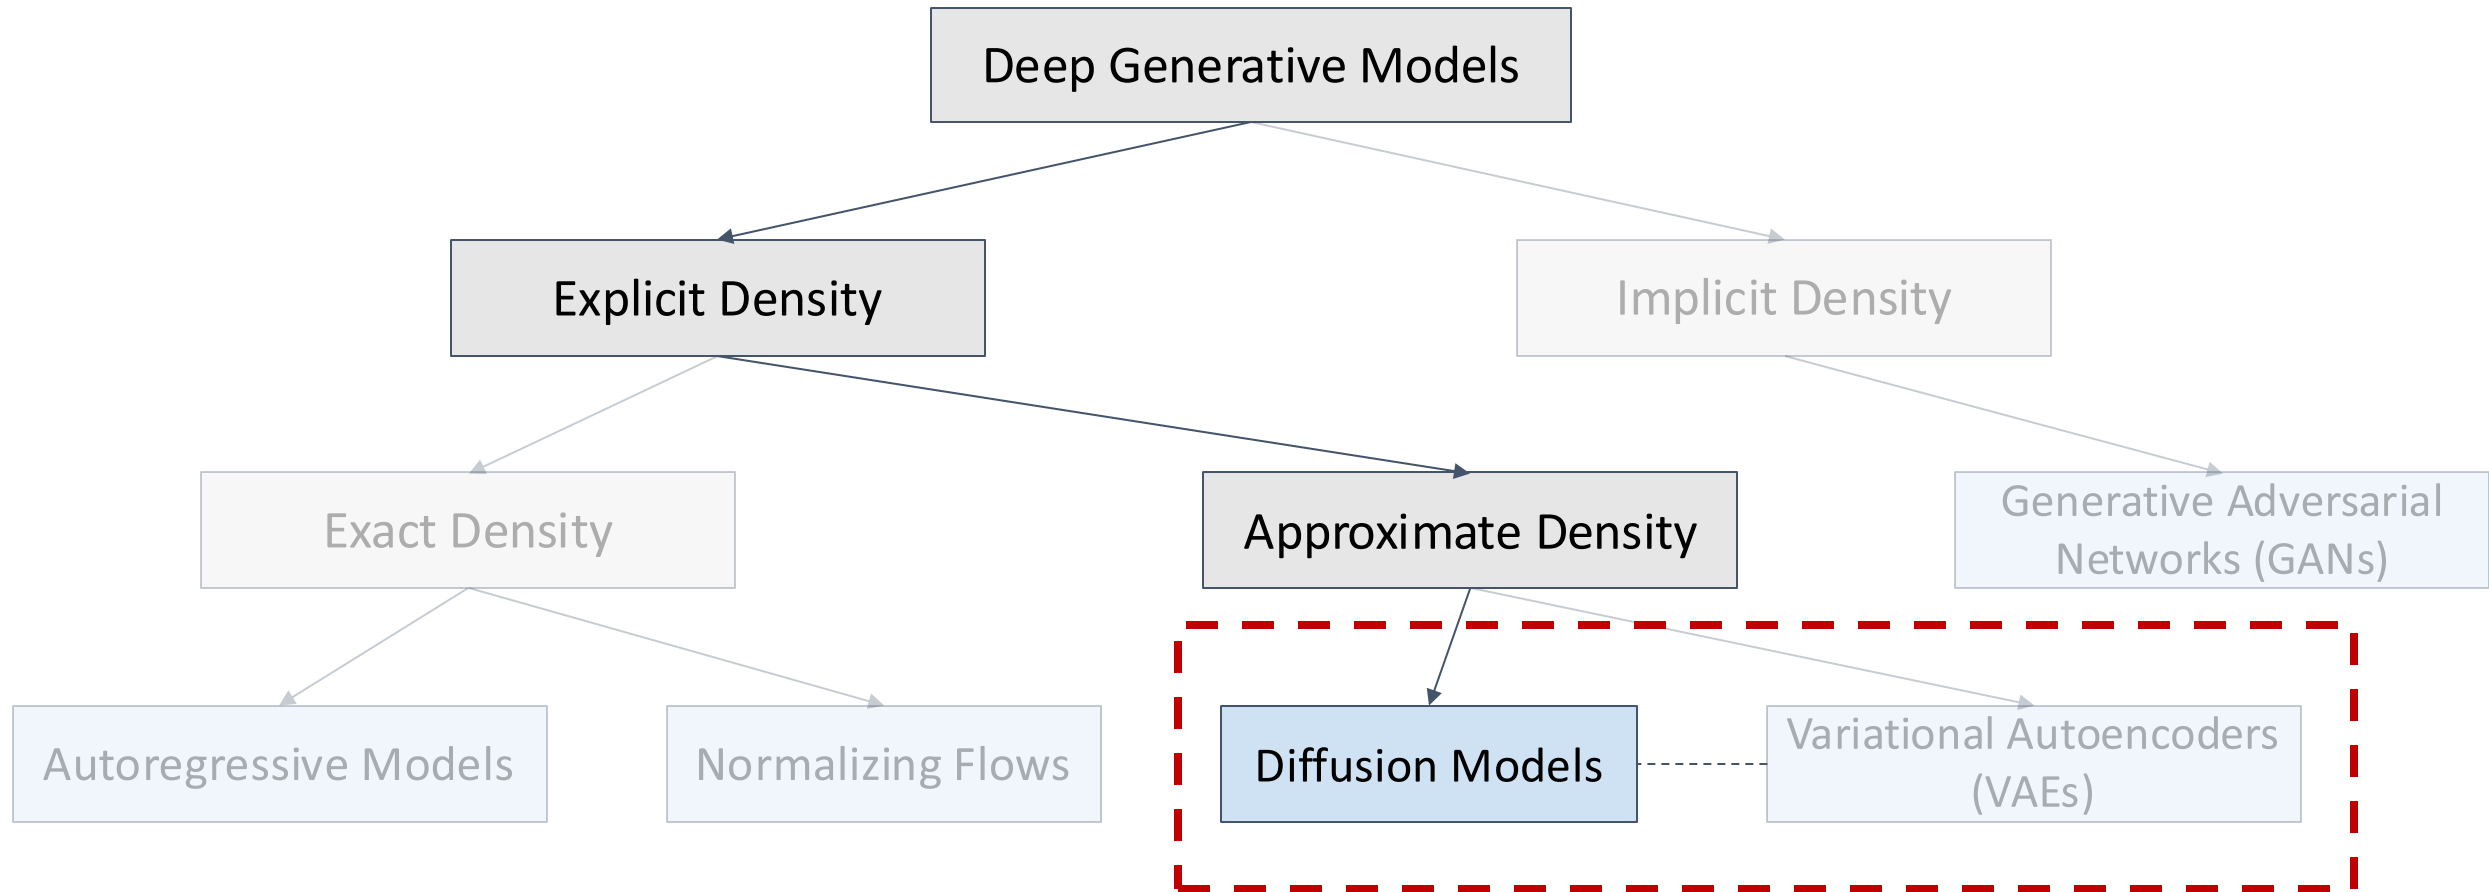 Deep Generative Models
Explicit Density
Implicit Density
Exact Density
Approximate Density
Generative Adversarial
Networks (GANs)
Autoregressive Models
Normalizing Flows
Diffusion Models
Variational Autoencoders
(VAEs)